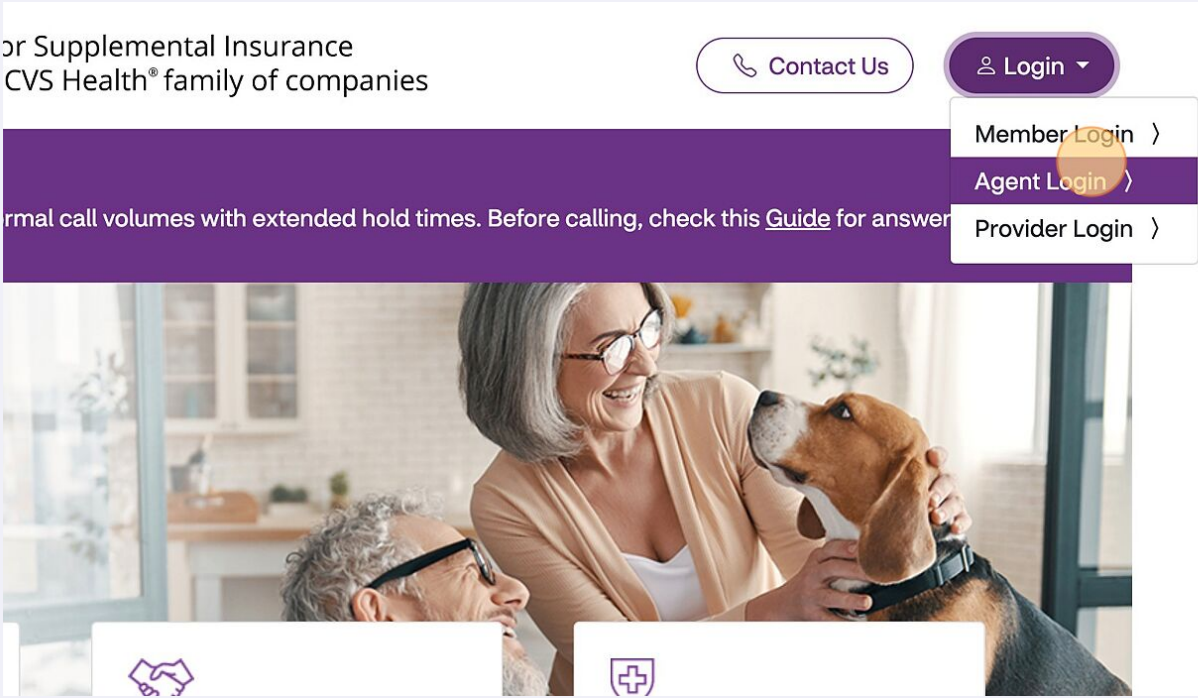 or Supplemental Insurance
CVS Health® family of companies
Contact Us
Login
Member Login
Agent Login
Provider Login
rmal call volumes with extended hold times. Before calling, check this Guide for answer